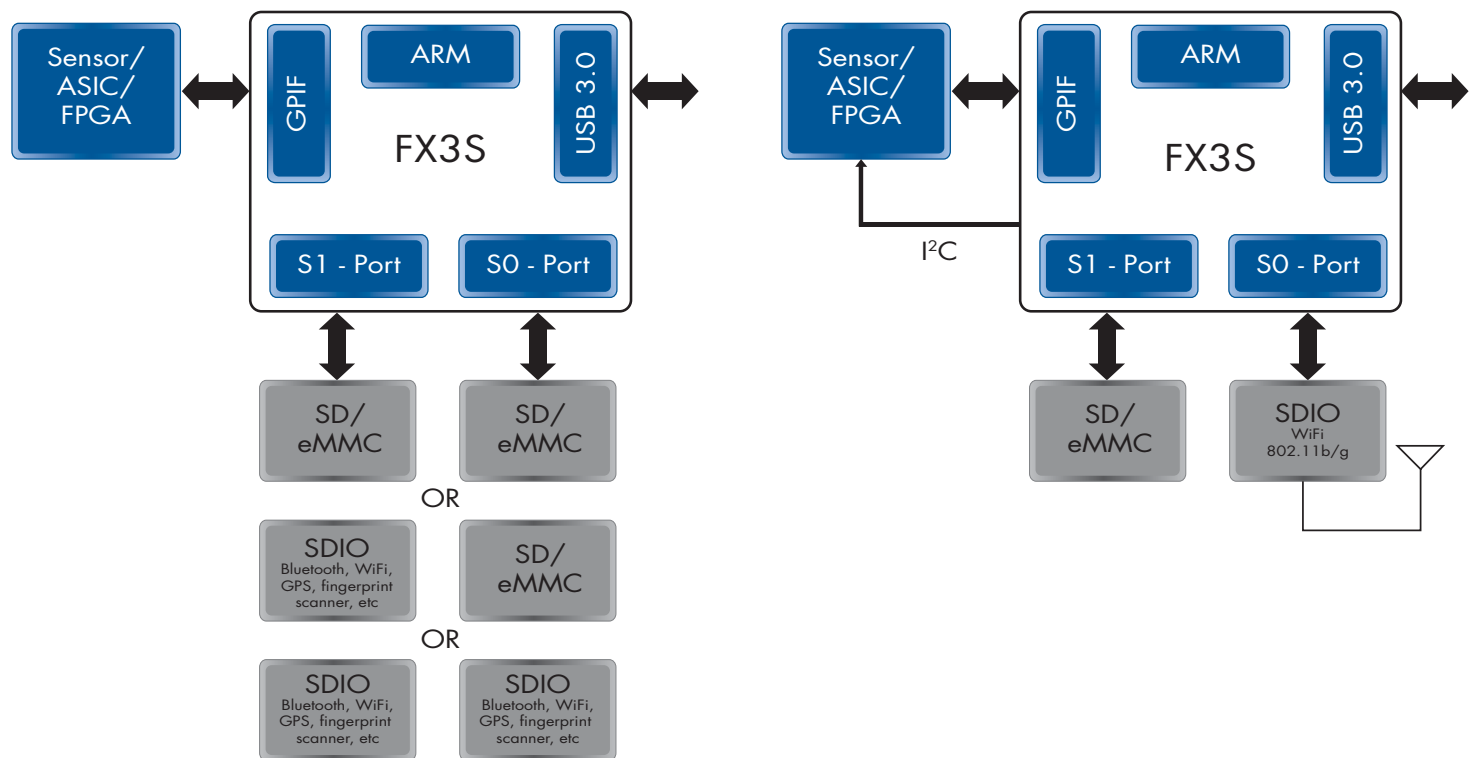 Sensor/
ASIC/
FPGA
GPIF
ARM
USB 3.0
FX3S
S1 - Port
S0 - Port
SD/
eMMC
SD/
eMMC
OR
SDIO
Bluetooth, WiFi,
GPS, fingerprint
scanner, etc
SD/
eMMC
OR
SDIO
Bluetooth, WiFi,
GPS, fingerprint
scanner, etc
SDIO
Bluetooth, WiFi,
GPS, fingerprint
scanner, etc
Sensor/
ASIC/
FPGA
GPIF
ARM
USB 3.0
FX3S
I²C
S1 - Port
S0 - Port
SD/
eMMC
SDIO
WiFi
802.11b/g